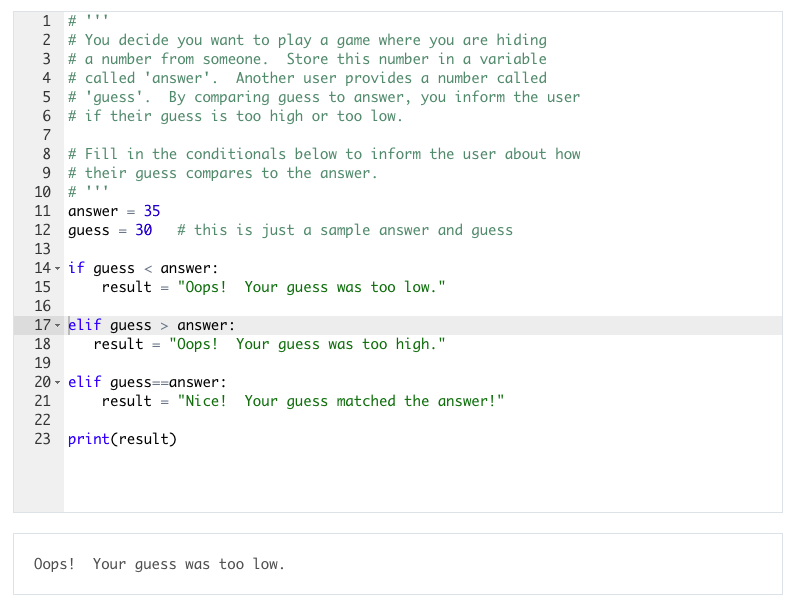 1 # '''
2 # You decide you want to play a game where you are hiding
3 # a number from someone.  Store this number in a variable
4 # called 'answer'.  Another user provides a number called
5 # 'guess'.  By comparing guess to answer, you inform the user
6 # if their guess is too high or too low.
7
8 # Fill in the conditionals below to inform the user about how
9 # their guess compares to the answer.
10 # '''
11 answer = 35
12 guess = 30   # this is just a sample answer and guess
13
14 if guess < answer:
15     result = "Oops!  Your guess was too low."
16
17 elif guess > answer:
18    result = "Oops!  Your guess was too high."
19
20 elif guess==answer:
21     result = "Nice!  Your guess matched the answer!"
22
23 print(result)
Oops!  Your guess was too low.